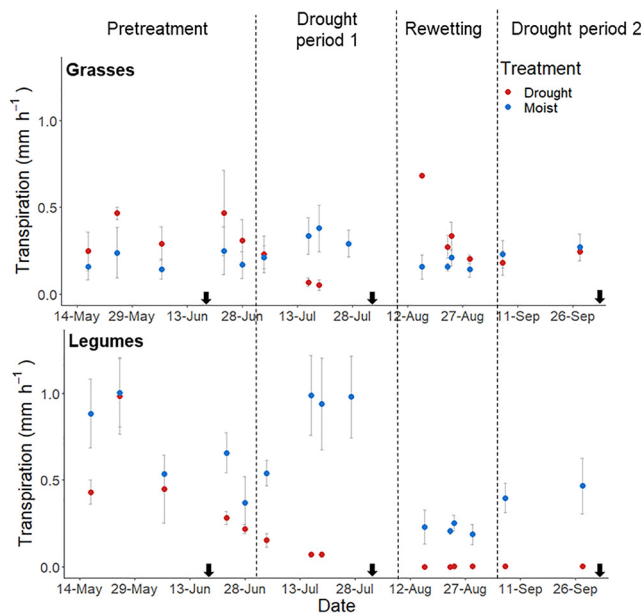 Pretreatment
Drought
period 1
Rewetting
Drought period 2
Grasses
Treatment
Drought
Moist
Transpiration (mm h⁻¹)
1.0
0.5
0.0
14-May 29-May 13-Jun 28-Jun 13-Jul 28-Jul 12-Aug 27-Aug 11-Sep 26-Sep
Legumes
Transpiration (mm h⁻¹)
1.0
0.5
0.0
14-May 29-May 13-Jun 28-Jun 13-Jul 28-Jul 12-Aug 27-Aug 11-Sep 26-Sep
Date